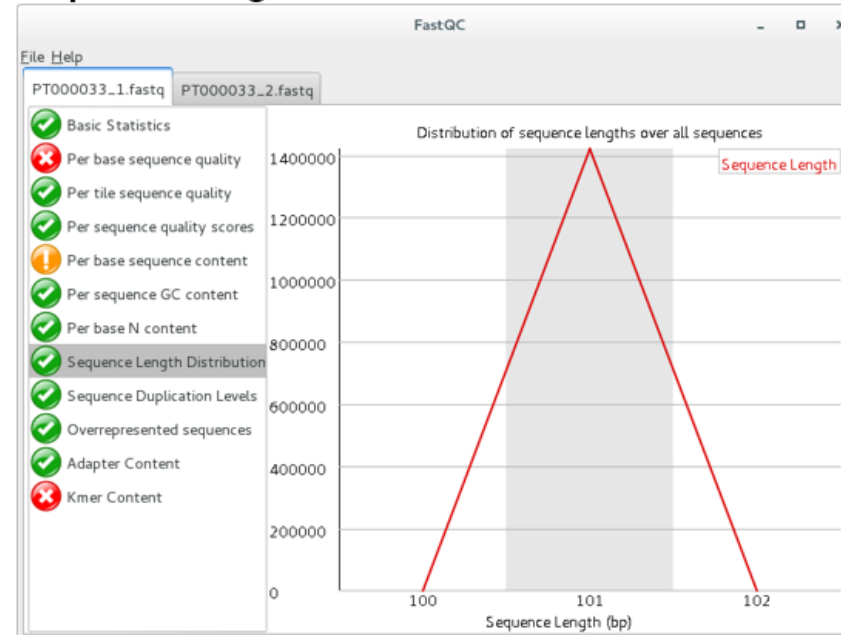 FastQC
File Help
PT000033_1.fastq PT000033_2.fastq
Basic Statistics
Per base sequence quality
Per tile sequence quality
Per sequence quality scores
Per base sequence content
Per sequence GC content
Per base N content
Sequence Length Distribution
Sequence Duplication Levels
Overrepresented sequences
Adapter Content
Kmer Content
Distribution of sequence lengths over all sequences
Sequence Length
1400000
1200000
1000000
800000
600000
400000
200000
0
100 101 102
Sequence Length (bp)